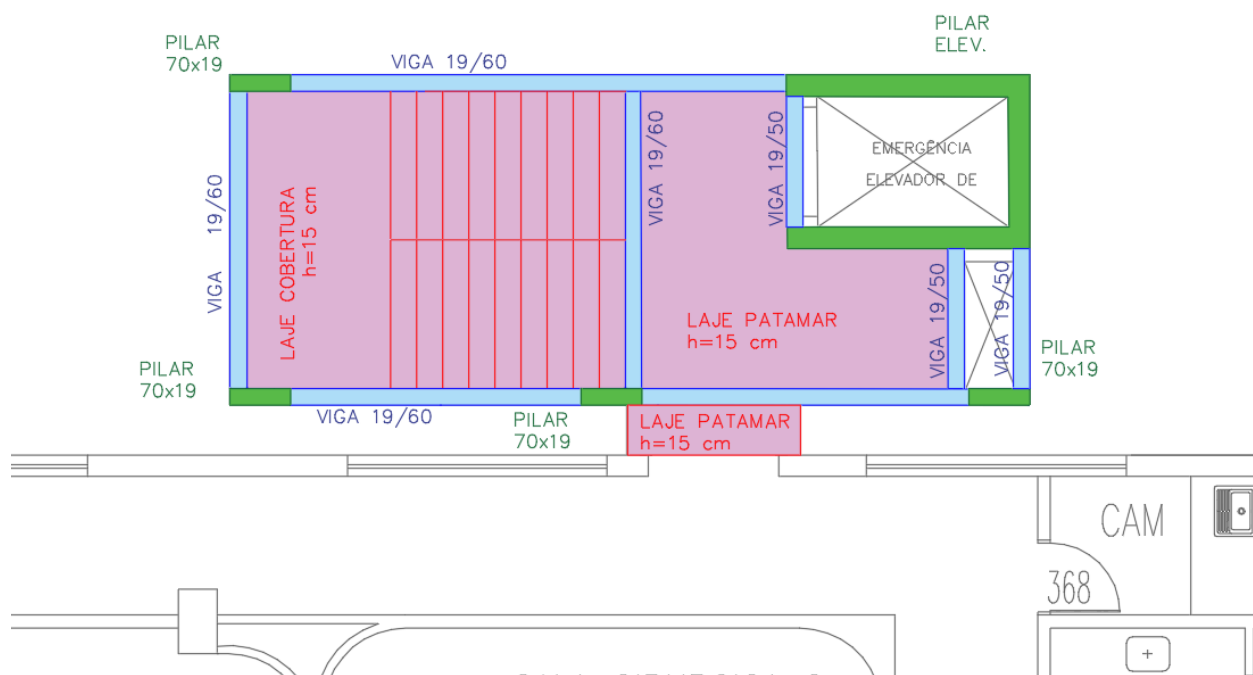 PILAR
ELEV.
PILAR
70x19
VIGA 19/60
VIGA 19/60
VIGA 19/50
EMERGÊNCIA
ELEVADOR DE
VIGA 19/60
LAJE COBERTURA
h=15 cm
LAJE PATAMAR
h=15 cm
VIGA 19/50
VIGA 19/50
PILAR
70x19
PILAR
70x19
VIGA 19/60
PILAR
70x19
LAJE PATAMAR
h=15 cm
CAM
368